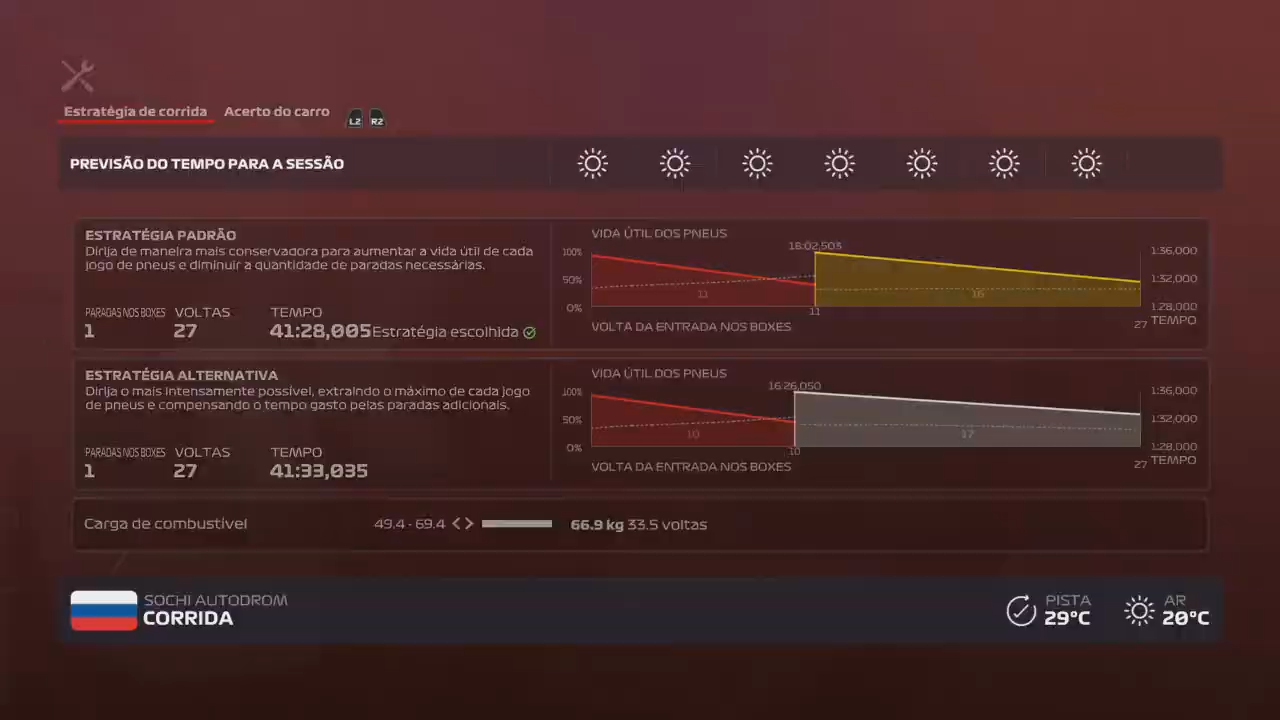 Estratégia de corrida Acerto do carro L2 R2
PREVISÃO DO TEMPO PARA A SESSÃO
ESTRATÉGIA PADRÃO
Dirija de maneira mais conservadora para aumentar a vida útil de cada
jogo de pneus e diminuir a quantidade de paradas necessárias.
PARADAS NOS BOXES VOLTAS TEMPO
1 27 41:28,005 Estratégia escolhida
VIDA ÚTIL DOS PNEUS
18:02,503
100% 1:36,000
50% 1:32,000
11 16
0% 1:28,000
11
VOLTA DA ENTRADA NOS BOXES 27 TEMPO
ESTRATÉGIA ALTERNATIVA
Dirija o mais intensamente possível, extraindo o máximo de cada jogo
de pneus e compensando o tempo gasto pelas paradas adicionais.
PARADAS NOS BOXES VOLTAS TEMPO
1 27 41:33,035
VIDA ÚTIL DOS PNEUS
16:26,050
100% 1:36,000
50% 1:32,000
10 17
0% 1:28,000
10
VOLTA DA ENTRADA NOS BOXES 27 TEMPO
Carga de combustível 49.4 - 69.4 66.9 kg 33.5 voltas
SOCHI AUTODROM
CORRIDA
PISTA
29°C
AR
20°C